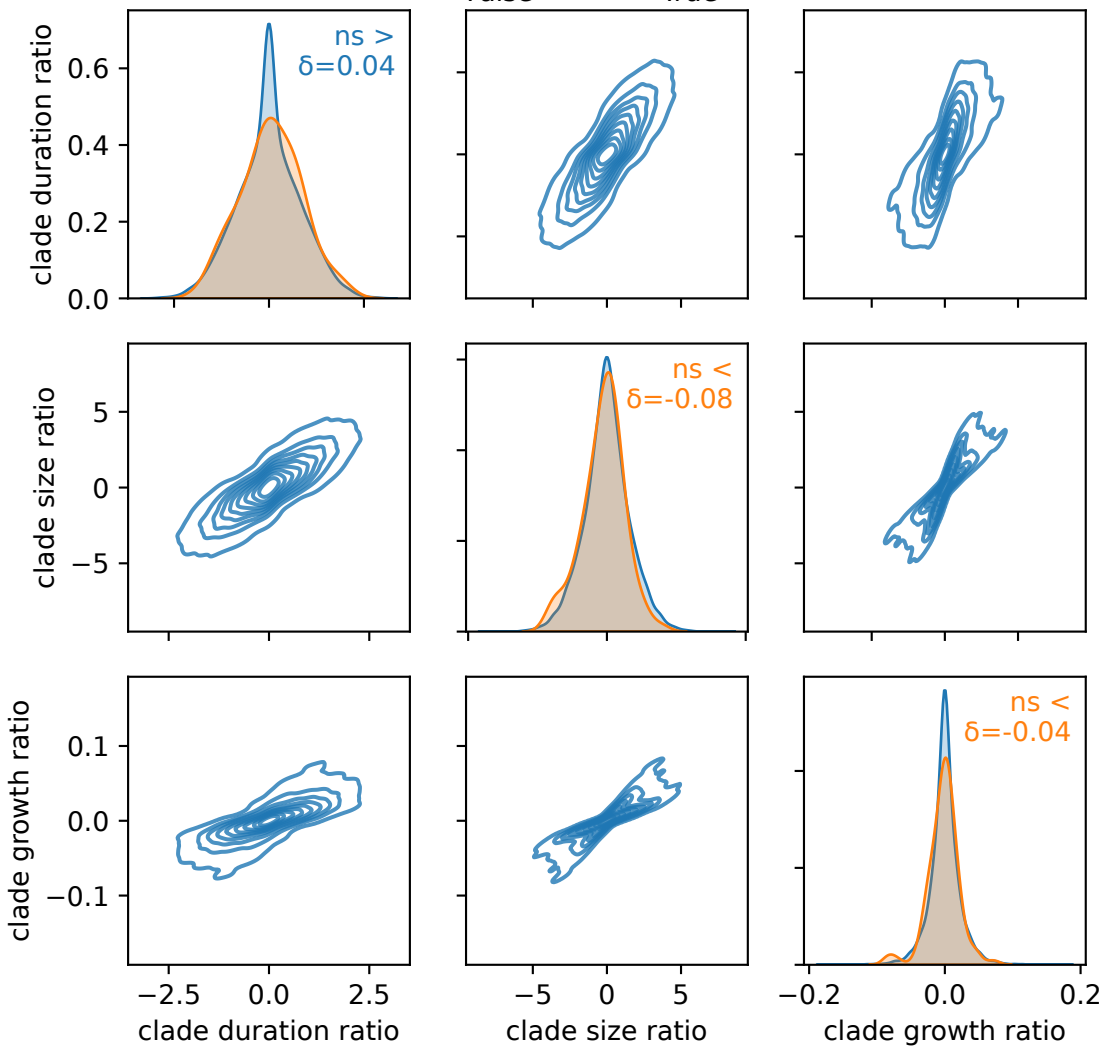 ns >
δ=0.04
clade duration ratio
0.6
0.4
0.2
0.0
clade size ratio
5
0
−5
ns <
δ=-0.08
clade growth ratio
0.1
0.0
−0.1
ns <
δ=-0.04
−2.5 0.0 2.5
−5 0 5
−0.2 0.0 0.2
clade duration ratio
clade size ratio
clade growth ratio